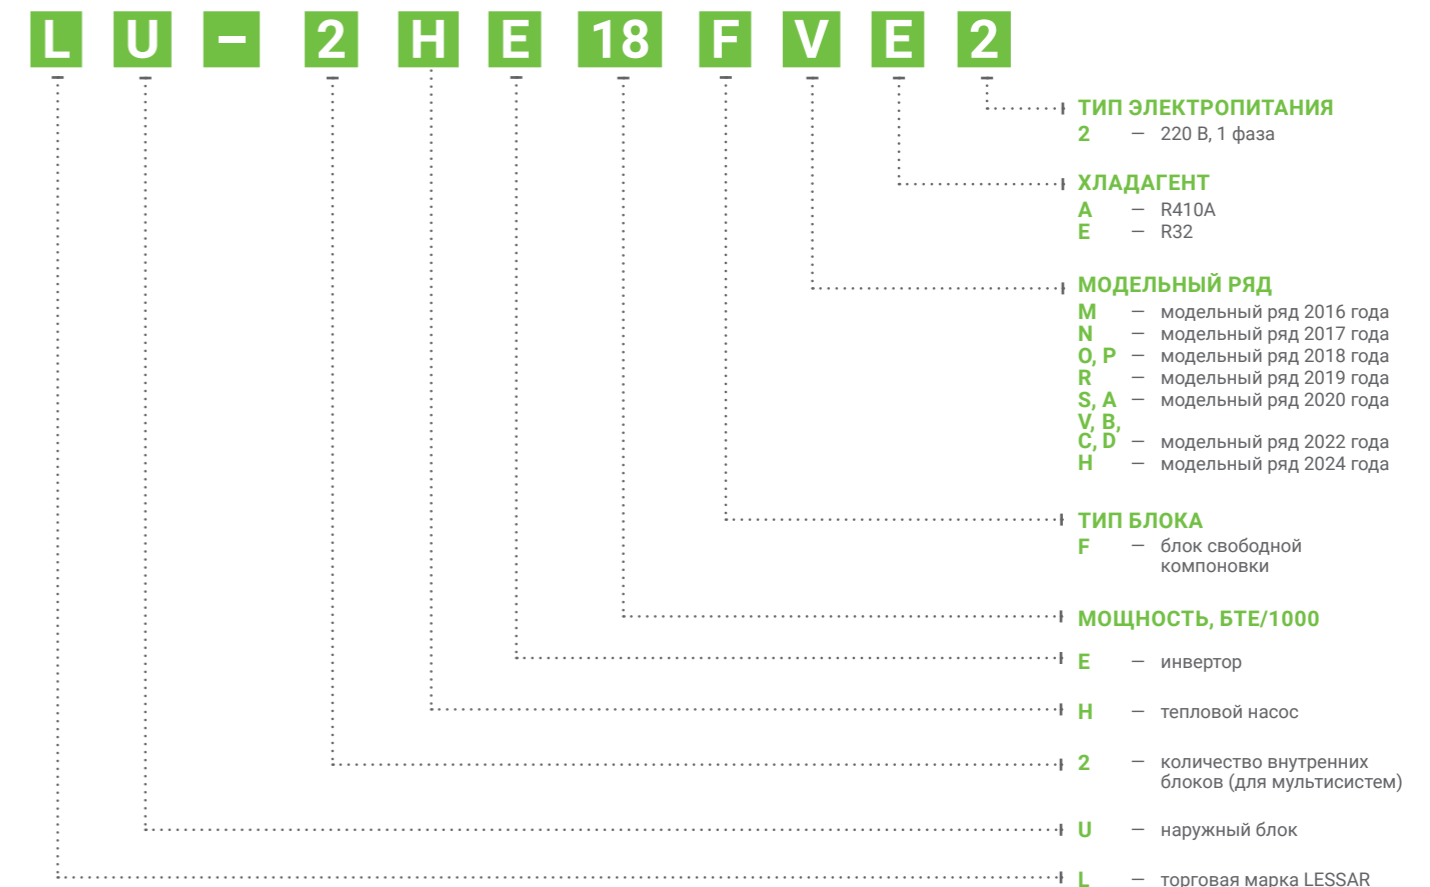 L U - 2 H E 18 F V E 2
ТИП ЭЛЕКТРОПИТАНИЯ
2 — 220 В, 1 фаза
ХЛАДАГЕНТ
A — R410A
E — R32
МОДЕЛЬНЫЙ РЯД
M — модельный ряд 2016 года
N — модельный ряд 2017 года
O, P — модельный ряд 2018 года
R — модельный ряд 2019 года
S, A — модельный ряд 2020 года
V, B,
C, D — модельный ряд 2022 года
H — модельный ряд 2024 года
ТИП БЛОКА
F — блок свободной
компоновки
МОЩНОСТЬ, БТЕ/1000
E — инвертор
H — тепловой насос
2 — количество внутренних
блоков (для мультисистем)
U — наружный блок
L — торговая марка LESSAR